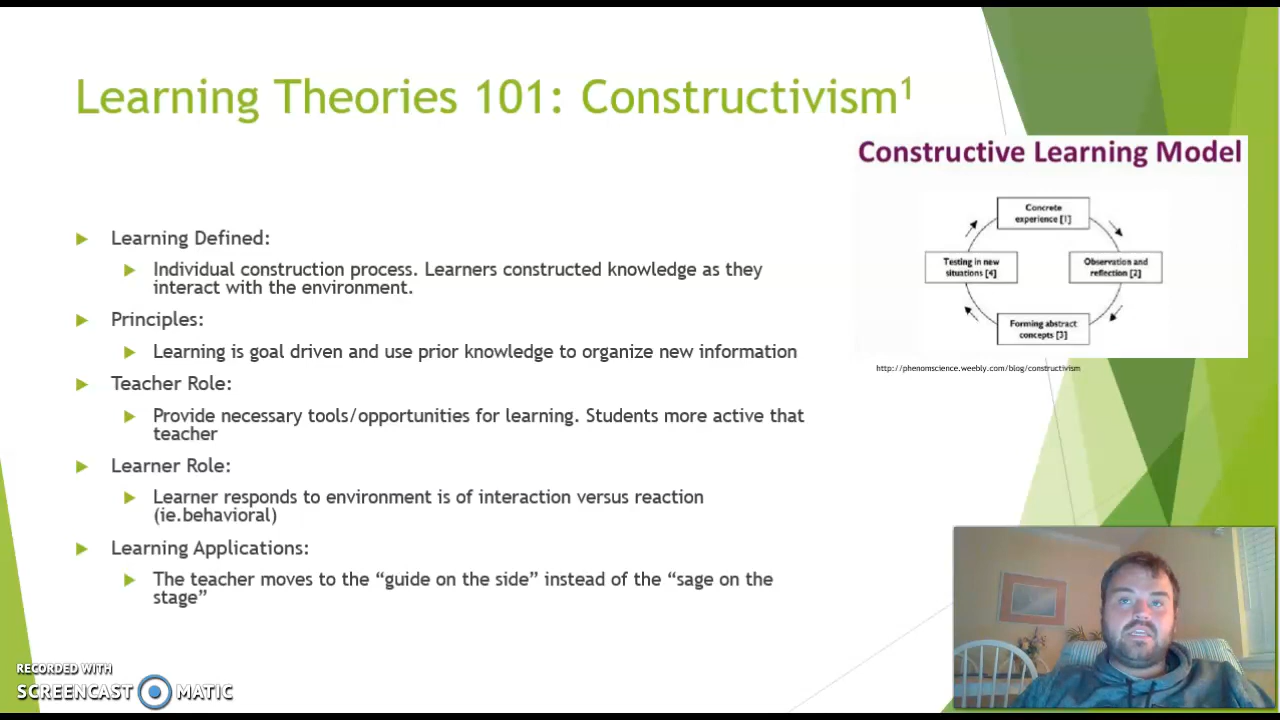 Learning Theories 101: Constructivism¹
Constructive Learning Model
Concrete
experience [1]
Observation and
reflection [2]
Forming abstract
concepts [3]
Testing in new
situations [4]
http://phenomscience.weebly.com/blog/constructivism
Learning Defined:
Individual construction process. Learners constructed knowledge as they
interact with the environment.
Principles:
Learning is goal driven and use prior knowledge to organize new information
Teacher Role:
Provide necessary tools/opportunities for learning. Students more active that
teacher
Learner Role:
Learner responds to environment is of interaction versus reaction
(ie.behavioral)
Learning Applications:
The teacher moves to the “guide on the side” instead of the “sage on the
stage”
RECORDED WITH
SCREENCAST MATIC